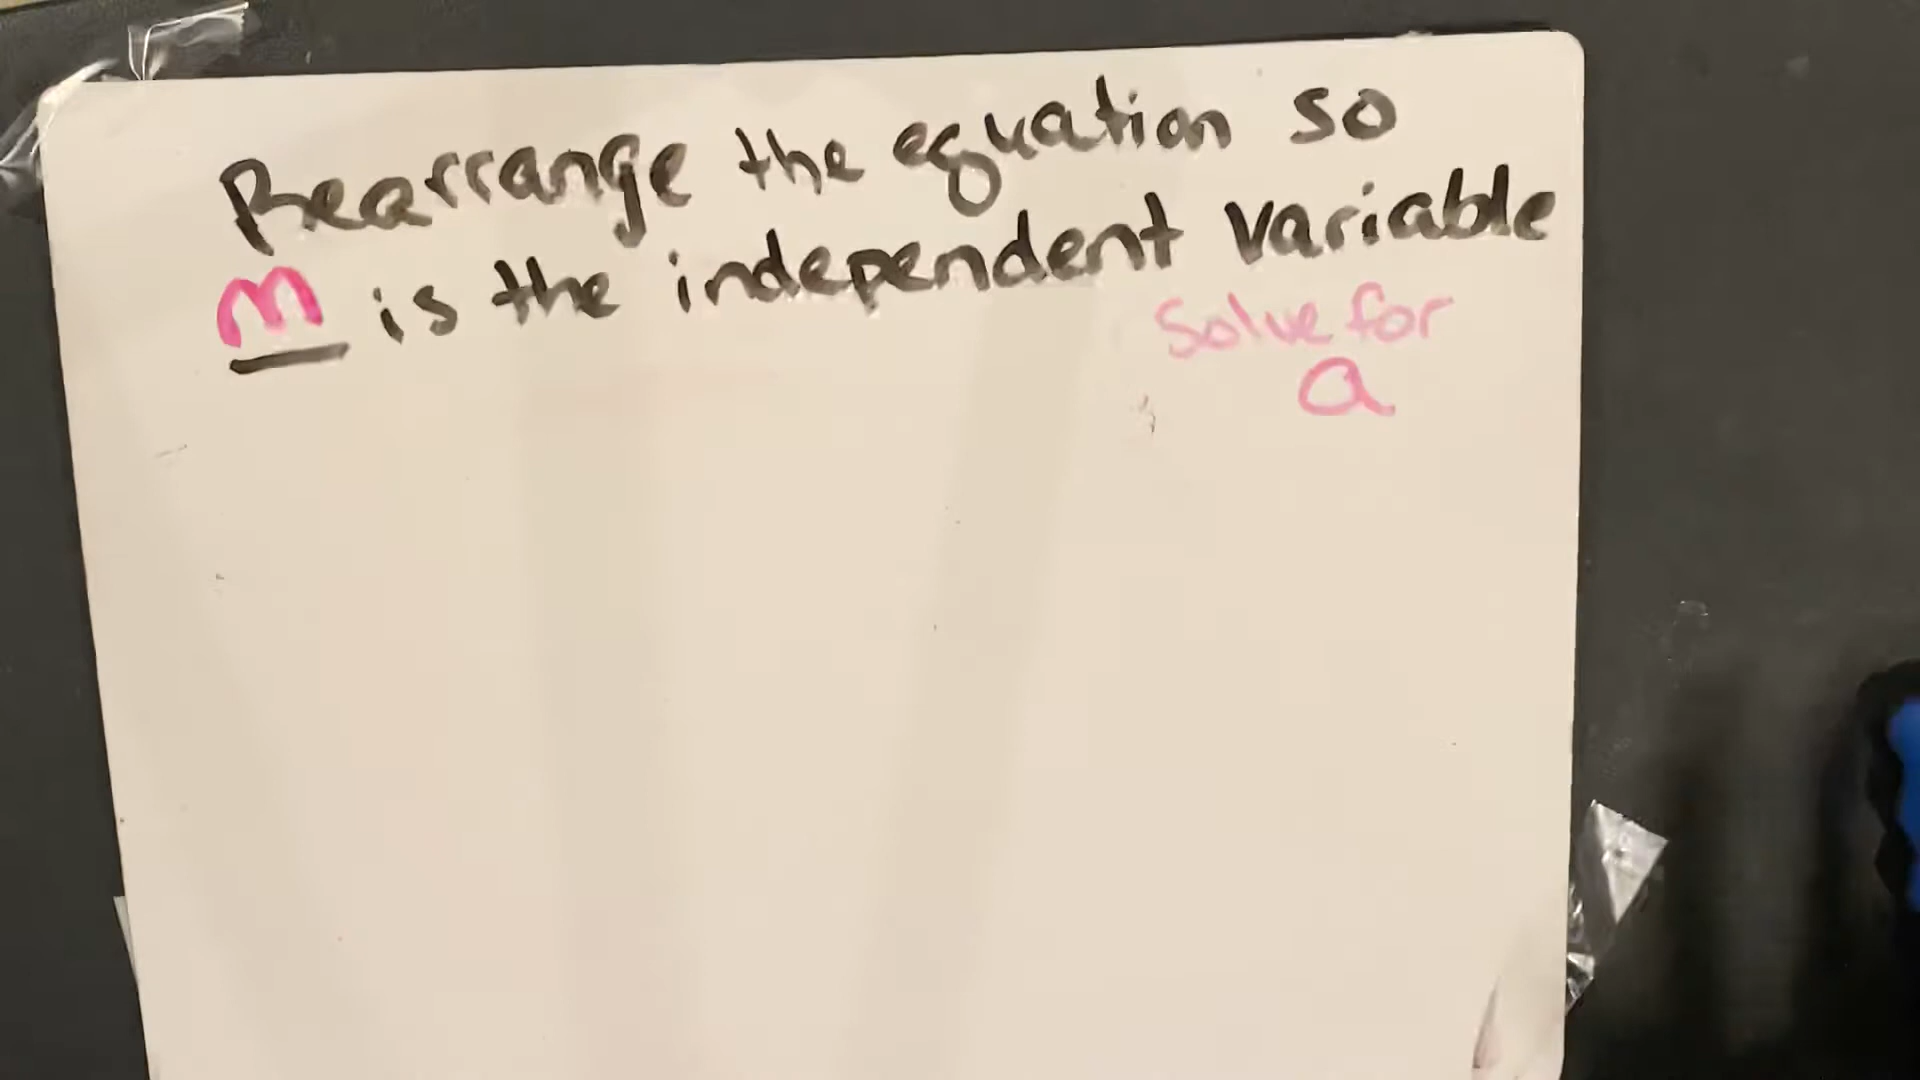 Rearrange the equation so
m is the independent variable
Solve for
a